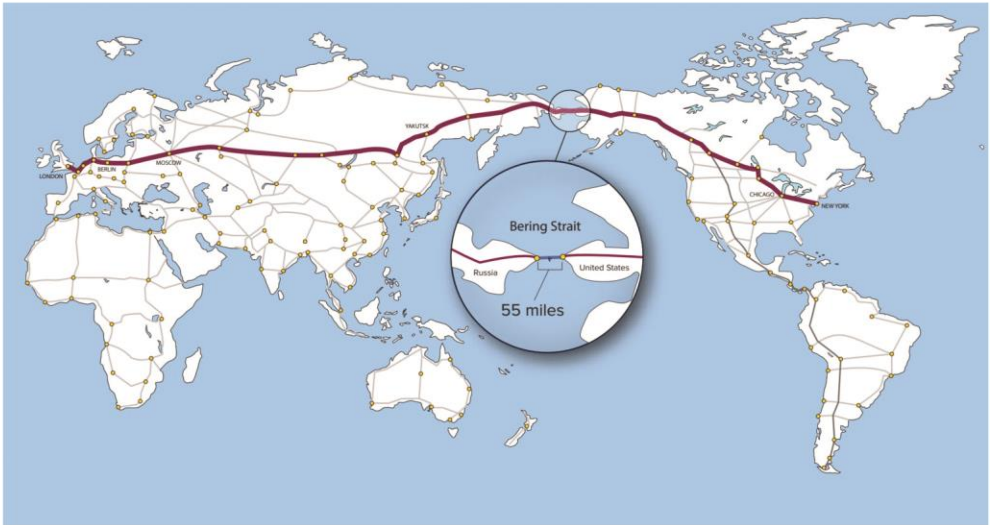 YAKUTSK
MOSCOW
BERLIN
LONDON
CHICAGO
NEW YORK
Bering Strait
Russia
United States
55 miles